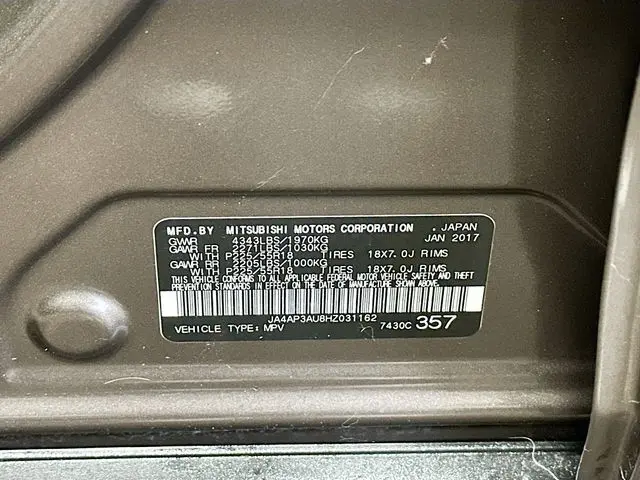 MFD.BY MITSUBISHI MOTORS CORPORATION . JAPAN
GVWR 4343LBS/1970KG JAN 2017
GAWR FR 2271LBS/1030KG
WITH P225/55R18 TIRES 18X7.0J RIMS
GAWR RR 2205LBS/1000KG
WITH P225/55R18 TIRES 18X7.0J RIMS
THIS VEHICLE CONFORMS TO ALL APPLICABLE FEDERAL MOTOR VEHICLE SAFETY AND THEFT
PREVENTION STANDARDS IN EFFECT ON THE DATE OF MANUFACTURE SHOWN ABOVE.
JA4AP3AU8HZ031162
VEHICLE TYPE: MPV 7430C 357